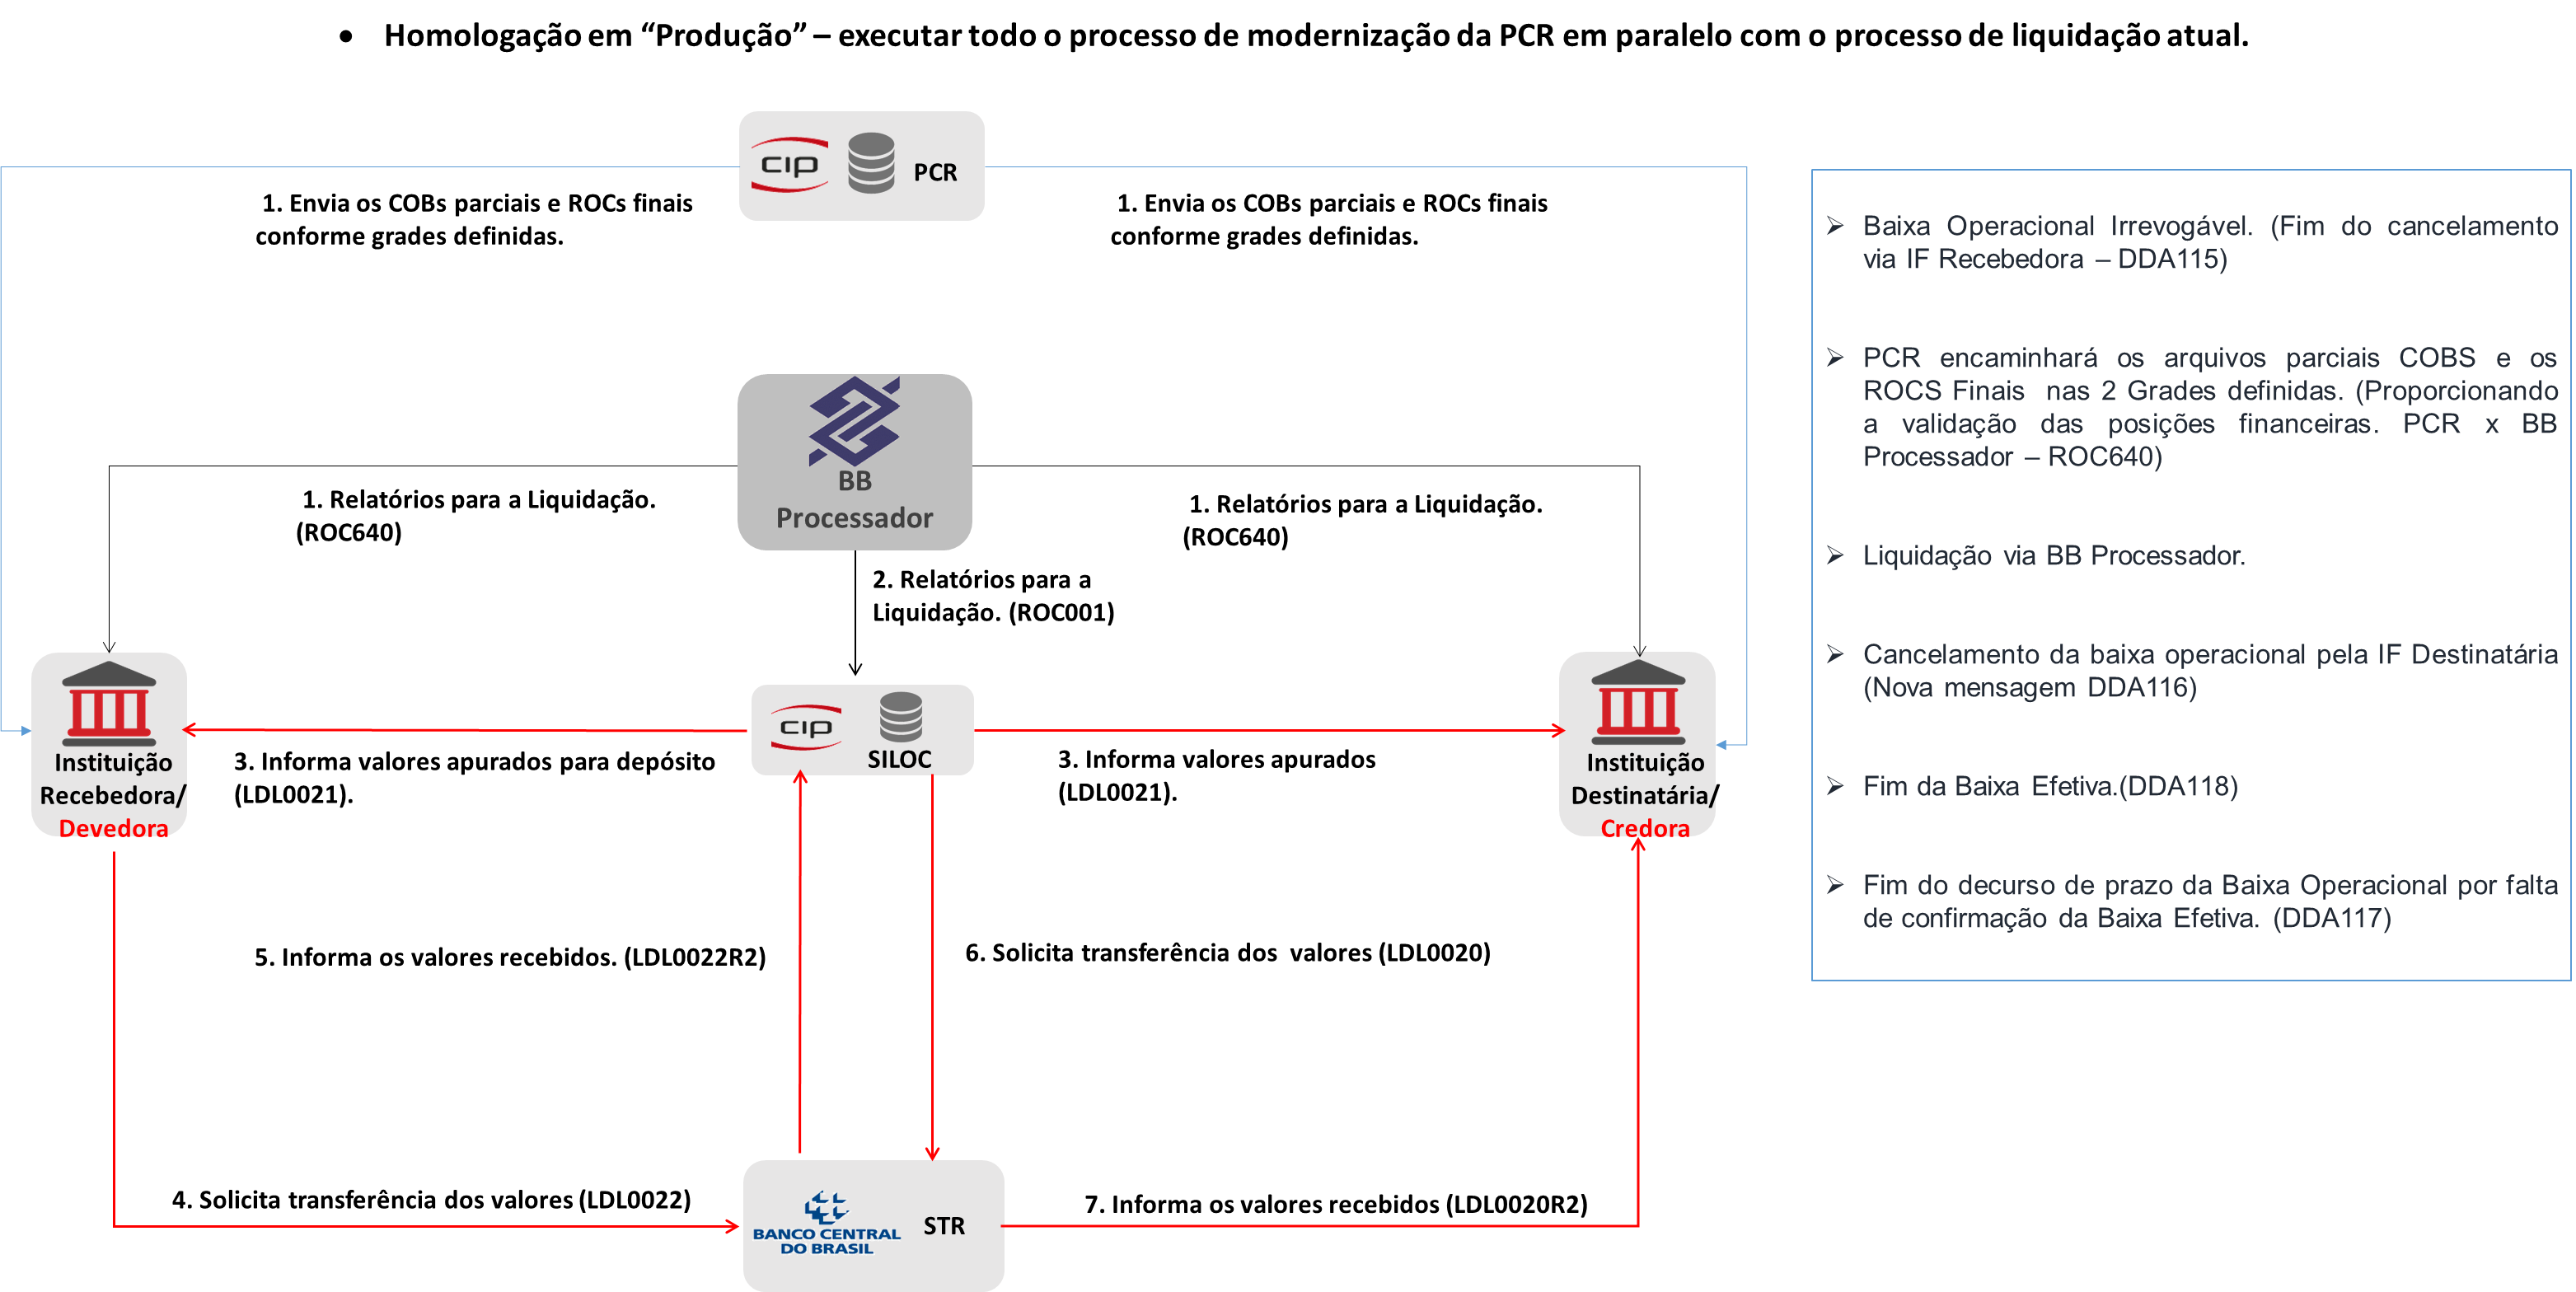 • Homologação em “Produção” – executar todo o processo de modernização da PCR em paralelo com o processo de liquidação atual.
cip PCR
1. Envia os COBs parciais e ROCs finais
conforme grades definidas.
1. Envia os COBs parciais e ROCs finais
conforme grades definidas.
BB
Processador
1. Relatórios para a Liquidação.
(ROC640)
1. Relatórios para a Liquidação.
(ROC640)
2. Relatórios para a
Liquidação. (ROC001)
Instituição
Recebedora/
Devedora
cip
SILOC
Instituição
Destinatária/
Credora
3. Informa valores apurados para depósito
(LDL0021).
3. Informa valores apurados
(LDL0021).
5. Informa os valores recebidos. (LDL0022R2)
6. Solicita transferência dos valores (LDL0020)
4. Solicita transferência dos valores (LDL0022)
7. Informa os valores recebidos (LDL0020R2)
BANCO CENTRAL
DO BRASIL
STR
➢ Baixa Operacional Irrevogável. (Fim do cancelamento
via IF Recebedora – DDA115)
➢ PCR encaminhará os arquivos parciais COBS e os
ROCS Finais nas 2 Grades definidas. (Proporcionando
a validação das posições financeiras. PCR x BB
Processador – ROC640)
➢ Liquidação via BB Processador.
➢ Cancelamento da baixa operacional pela IF Destinatária
(Nova mensagem DDA116)
➢ Fim da Baixa Efetiva.(DDA118)
➢ Fim do decurso de prazo da Baixa Operacional por falta
de confirmação da Baixa Efetiva. (DDA117)